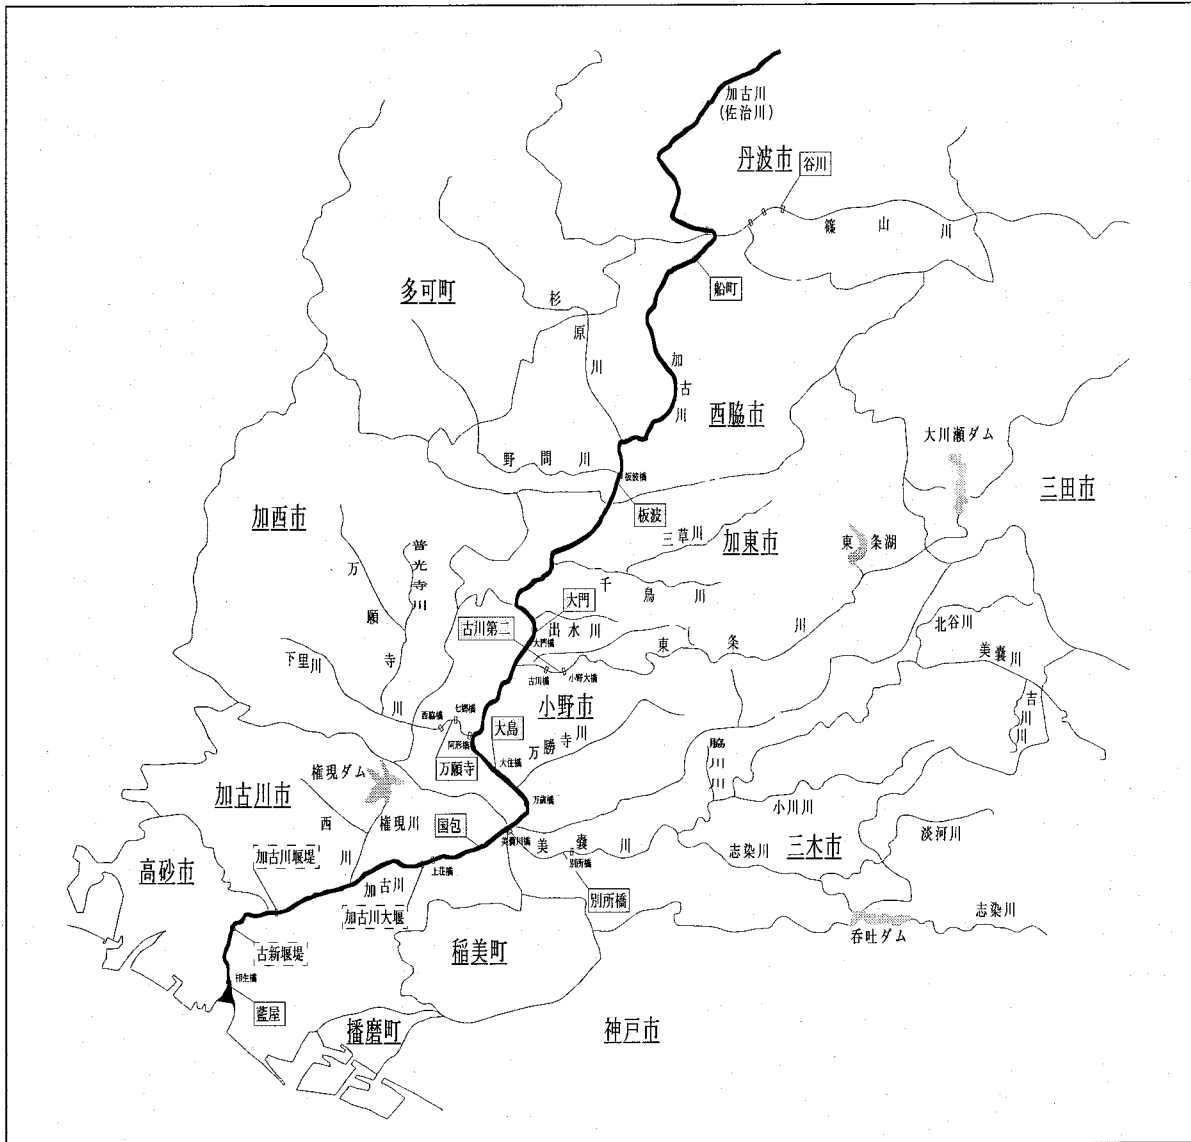 加古川
(佐治川)
丹波市
谷川
篠山川
船町
多可町
杉原川
加古川
西脇市
大川瀬ダム
三田市
野間川
板波橋
板波
加西市
三草川
加東市
東条湖
普光寺川
万願寺川
千鳥川
大門
古川第二
出水川
大門橋
東条川
北谷川
美嚢川
下里川
古川橋
小野大橋
小野市
吉川川
西脇橋
七郷橋
阿形橋
大島
万勝寺川
大住橋
万願寺
脇川川
権現ダム
加古川市
万歳橋
小川川
西川
権現川
国包
美嚢川橋
美嚢川
淡河川
加古川堰堤
上荘橋
別所橋
志染川
三木市
高砂市
加古川
加古川大堰
別所橋
志染川
呑吐ダム
古新堰堤
稲美町
相生橋
藍屋
播磨町
神戸市